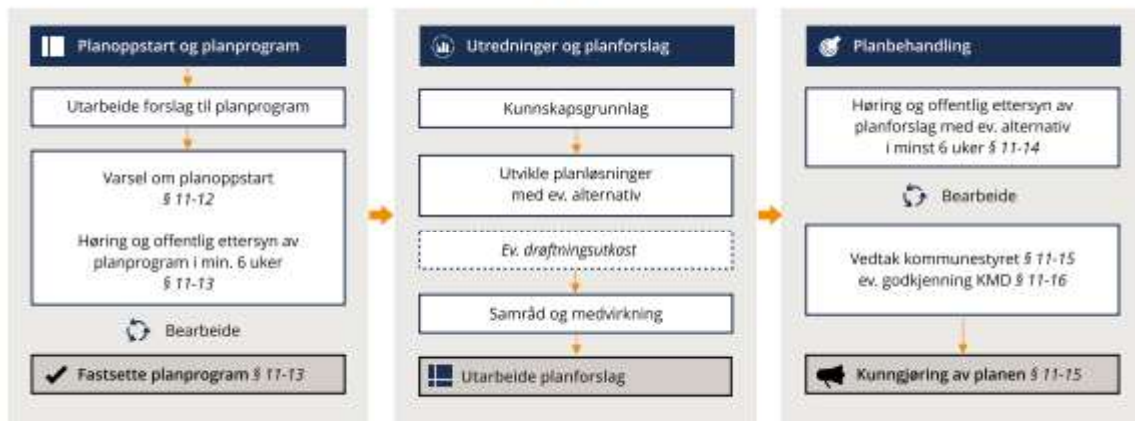 Planoppstart og planprogram
Utarbeide forslag til planprogram
Varsel om planoppstart
§ 11-12
Høring og offentlig ettersyn av
planprogram i min. 6 uker
§ 11-13
Bearbeide
Fastsette planprogram § 11-13
Utredninger og planforslag
Kunnskapsgrunnlag
Utvikle planløsninger
med ev. alternativ
Ev. drøftningsutkast
Samråd og medvirkning
Utarbeide planforslag
Planbehandling
Høring og offentlig ettersyn av
planforslag med ev. alternativ
i minst 6 uker § 11-14
Bearbeide
Vedtak kommunestyret § 11-15
ev. godkjenning KMD § 11-16
Kunngjøring av planen § 11-15